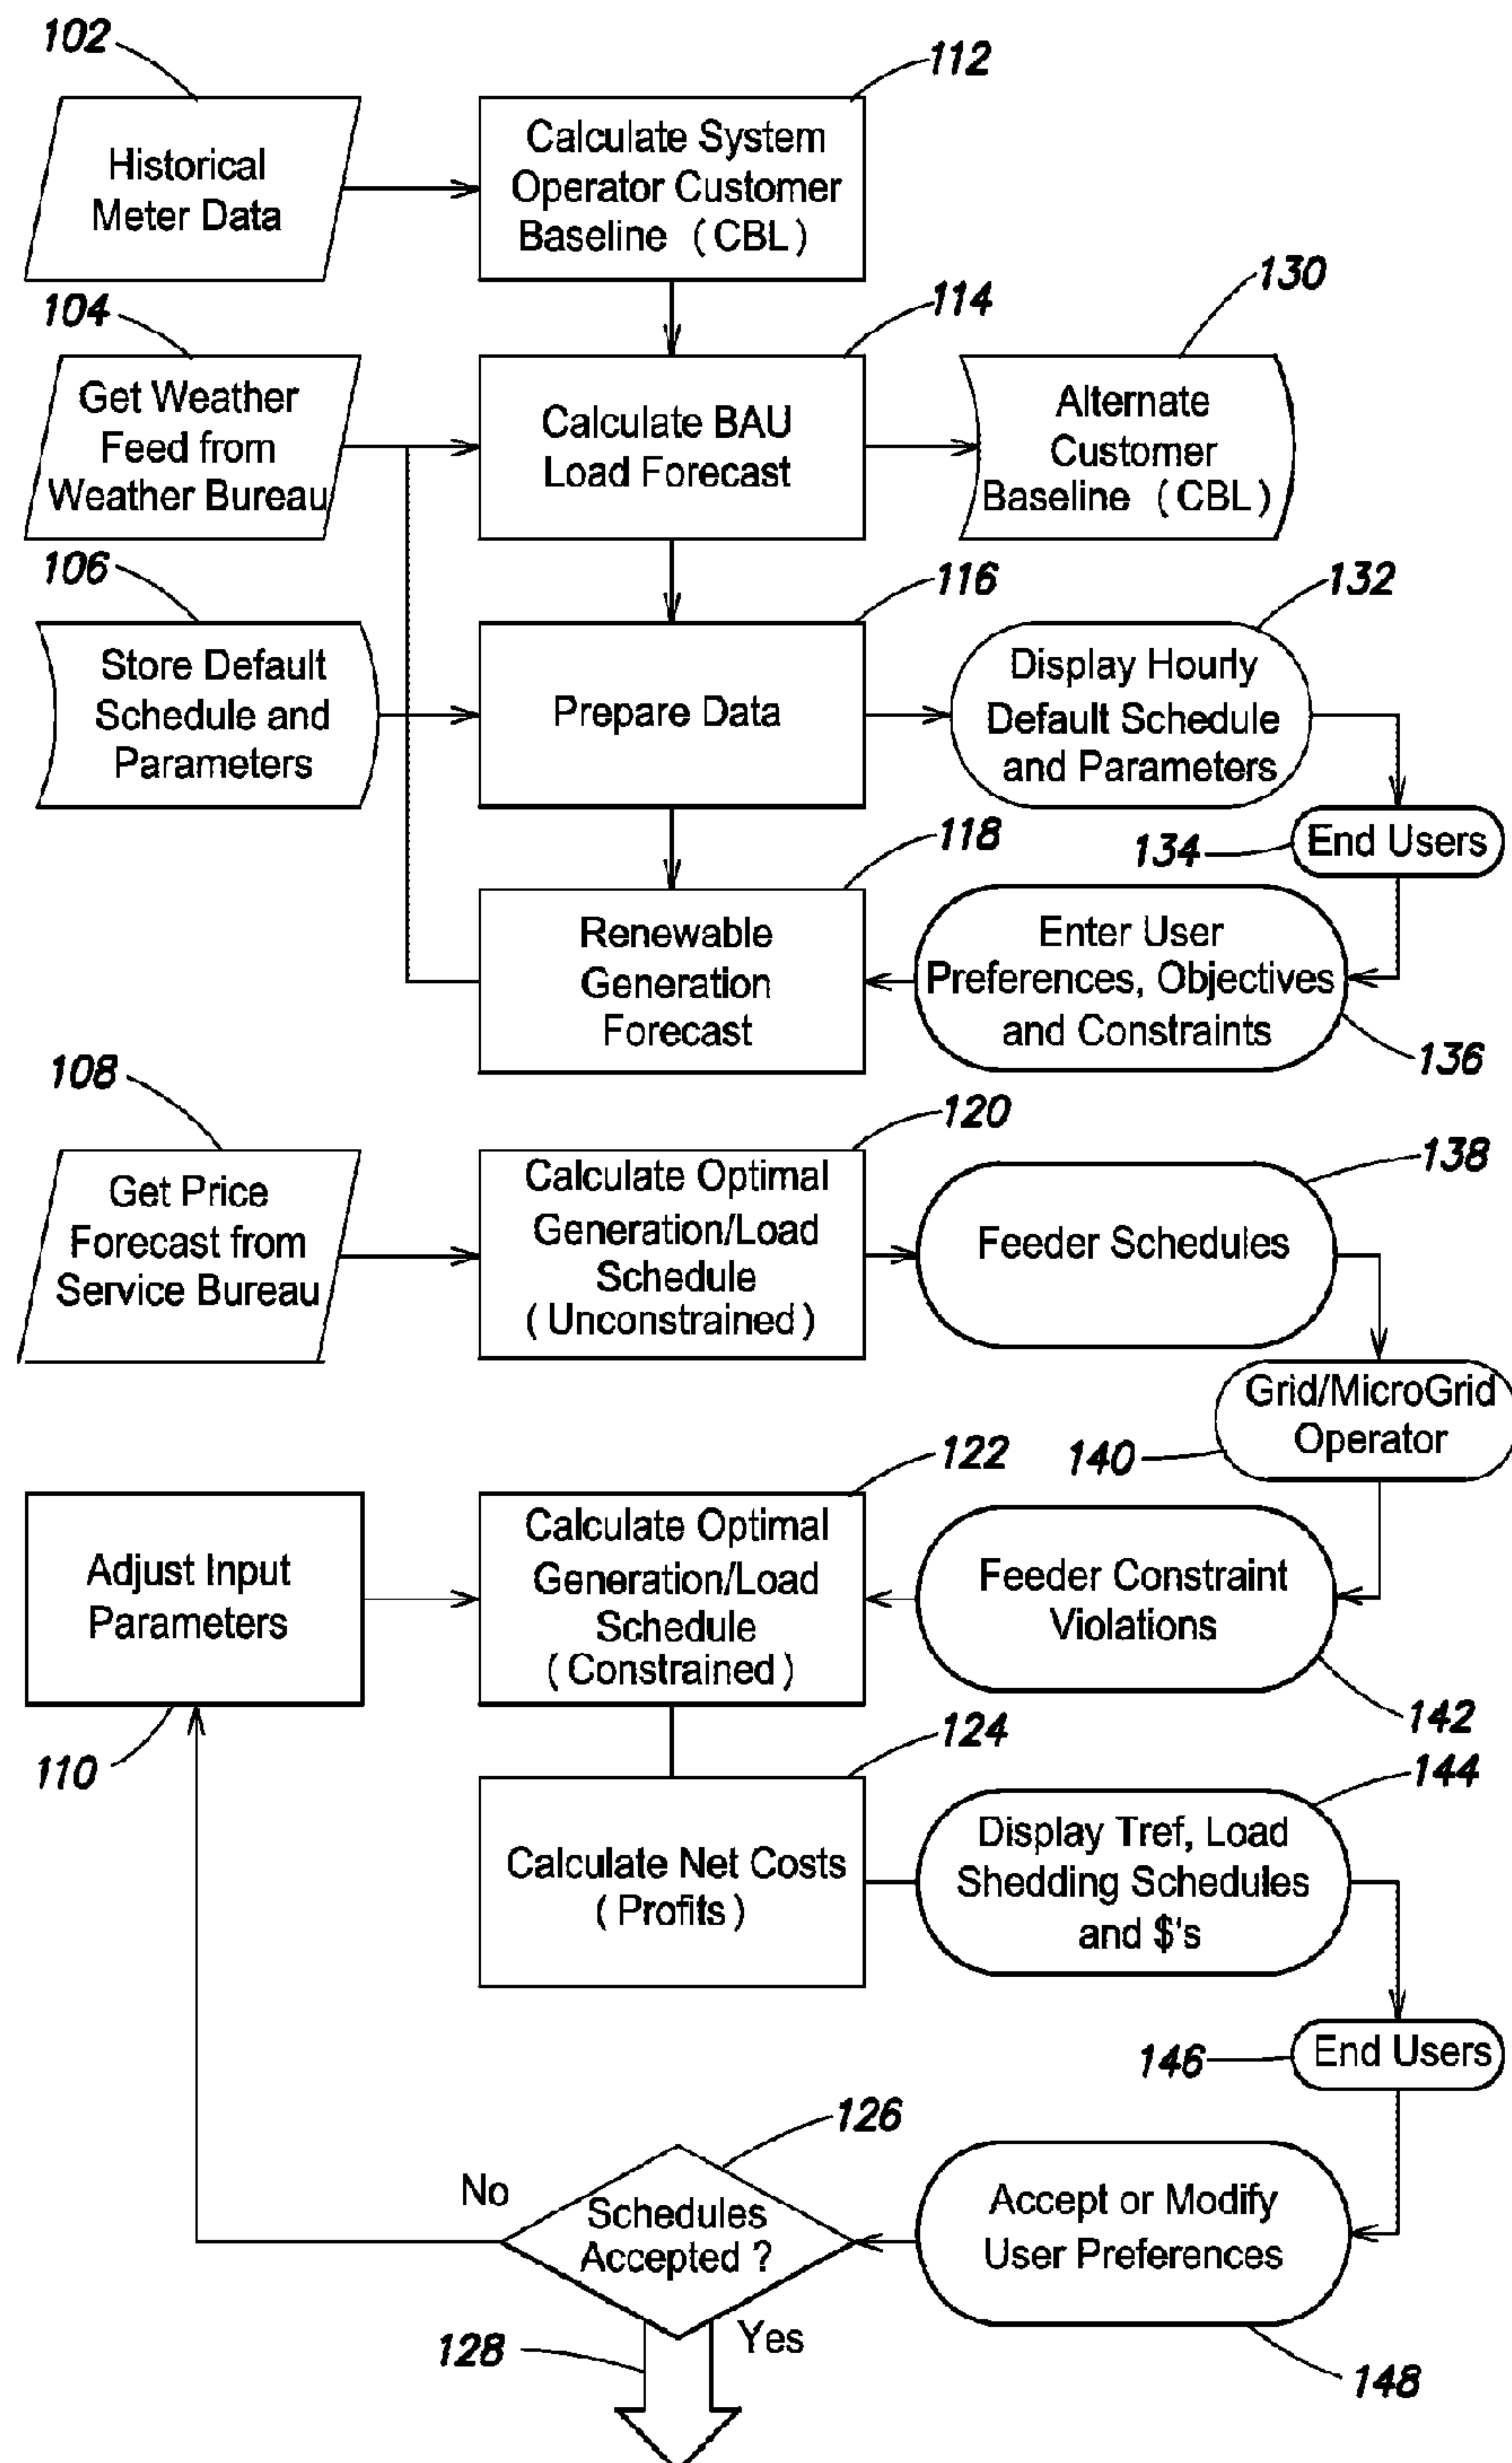 102
112
Historical
Meter Data
Calculate System
Operator Customer
Baseline (CBL)
130
104
114
Get Weather
Feed from
Weather Bureau
Calculate BAU
Load Forecast
Alternate
Customer
Baseline (CBL)
106
116
132
Store Default
Schedule and
Parameters
Prepare Data
Display Hourly
Default Schedule
and Parameters
118
134
End Users
Renewable
Generation
Forecast
Enter User
Preferences, Objectives
and Constraints
136
108
120
138
Get Price
Forecast from
Service Bureau
Calculate Optimal
Generation/Load
Schedule
(Unconstrained)
Feeder Schedules
Grid/MicroGrid
Operator
140
122
Adjust Input
Parameters
Calculate Optimal
Generation/Load
Schedule
(Constrained)
Feeder Constraint
Violations
142
110
124
144
Calculate Net Costs
(Profits)
Display Tref, Load
Shedding Schedules
and $'s
146
End Users
126
No
Schedules
Accepted ?
Accept or Modify
User Preferences
Yes
128
148